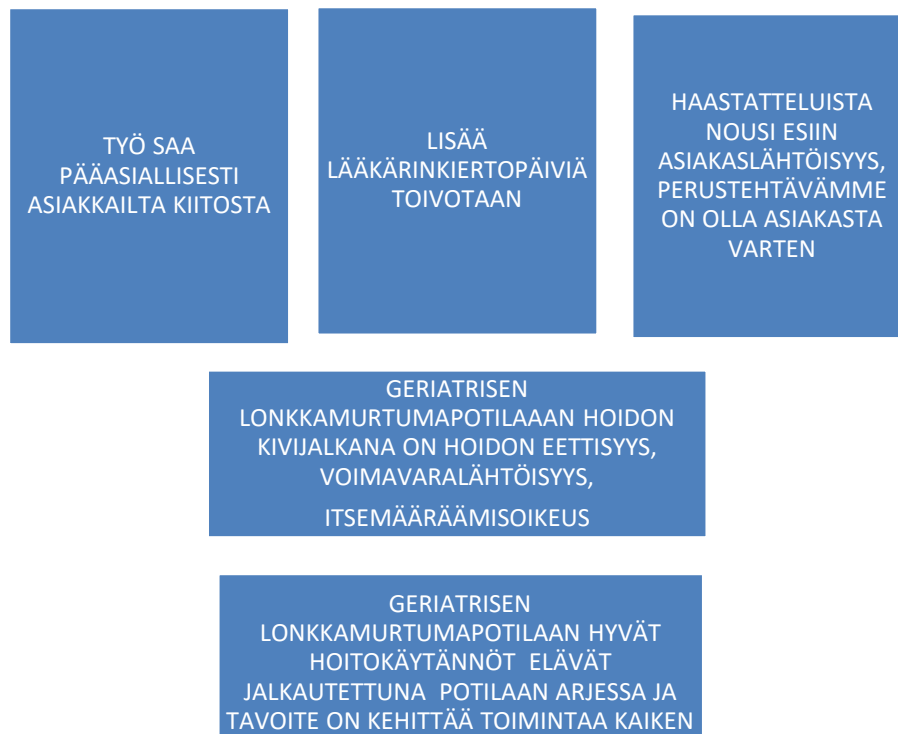 TYÖ SAA
PÄÄASIALLISESTI
ASIAKKAILTA KIITOSTA
LISÄÄ
LÄÄKÄRINKIERTOPÄIVIÄ
TOIVOTAAN
HAASTATTELUISTA
NOUSI ESIIN
ASIAKASLÄHTÖISYYS,
PERUSTEHTÄVÄMME
ON OLLA ASIAKASTA
VARTEN
GERIATRISEN
LONKKAMURTUMAPOTILAAAN HOIDON
KIVIJALKANA ON HOIDON EETTISYYS,
VOIMAVARALÄHTÖISYYS,
ITSEMÄÄRÄÄMISOIKEUS
GERIATRISEN
LONKKAMURTUMAPOTILAAN HYVÄT
HOITOKÄYTÄNNÖT ELÄVÄT
JALKAUTETTUNA POTILAAN ARJESSA JA
TAVOITE ON KEHITTÄÄ TOIMINTAA KAIKEN